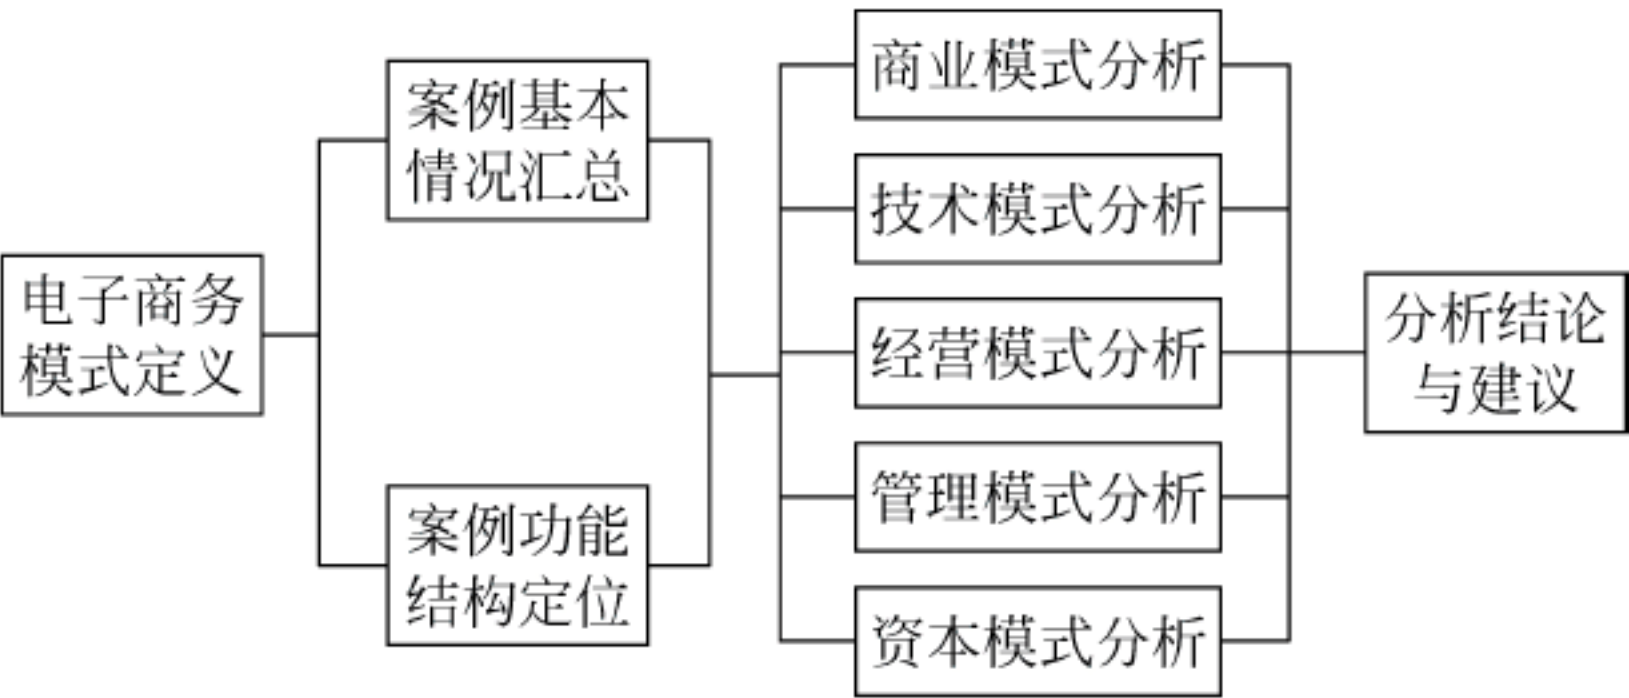 电子商务
模式定义
案例基本
情况汇总
案例功能
结构定位
商业模式分析
技术模式分析
经营模式分析
管理模式分析
资本模式分析
分析结论
与建议